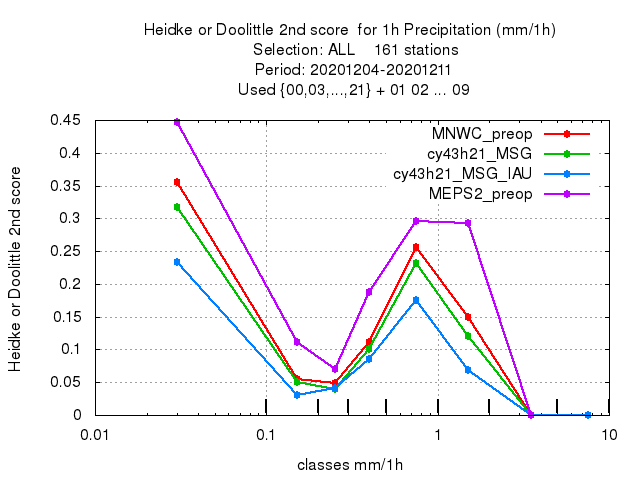 Heidke or Doolittle 2nd score  for 1h Precipitation (mm/1h)
Selection: ALL    161 stations
Period: 20201204-20201211
Used {00,03,...,21} + 01 02 ... 09
MNWC_preop
cy43h21_MSG
cy43h21_MSG_IAU
MEPS2_preop
Heidke or Doolittle 2nd score
0.45
0.4
0.35
0.3
0.25
0.2
0.15
0.1
0.05
0
0.01
0.1
1
10
classes mm/1h